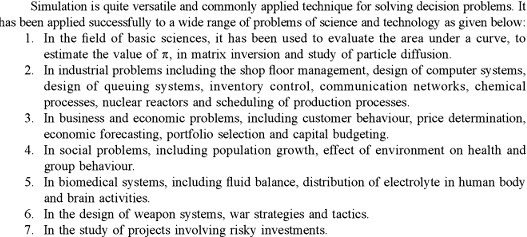 Simulation is quite versatile and commonly applied technique for solving decision problems. It
has been applied successfully to a wide range of problems of science and technology as given below:
1. In the field of basic sciences, it has been used to evaluate the area under a curve, to
estimate the value of π, in matrix inversion and study of particle diffusion.
2. In industrial problems including the shop floor management, design of computer systems,
design of queuing systems, inventory control, communication networks, chemical
processes, nuclear reactors and scheduling of production processes.
3. In business and economic problems, including customer behaviour, price determination,
economic forecasting, portfolio selection and capital budgeting.
4. In social problems, including population growth, effect of environment on health and
group behaviour.
5. In biomedical systems, including fluid balance, distribution of electrolyte in human body
and brain activities.
6. In the design of weapon systems, war strategies and tactics.
7. In the study of projects involving risky investments.